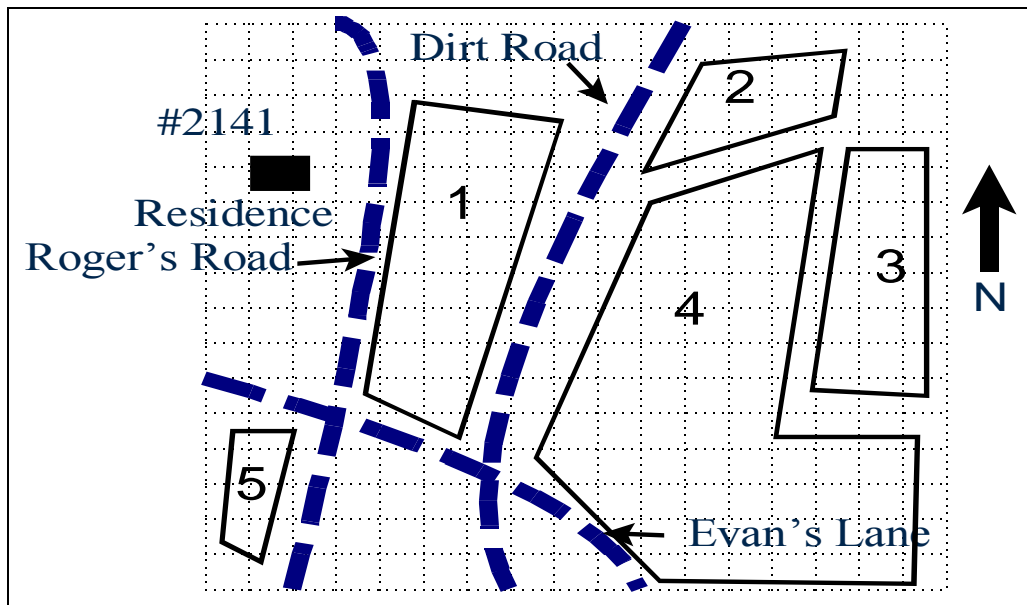 Dirt Road
2
#2141
1
Residence
Roger's Road
3
N
4
5
Evan's Lane